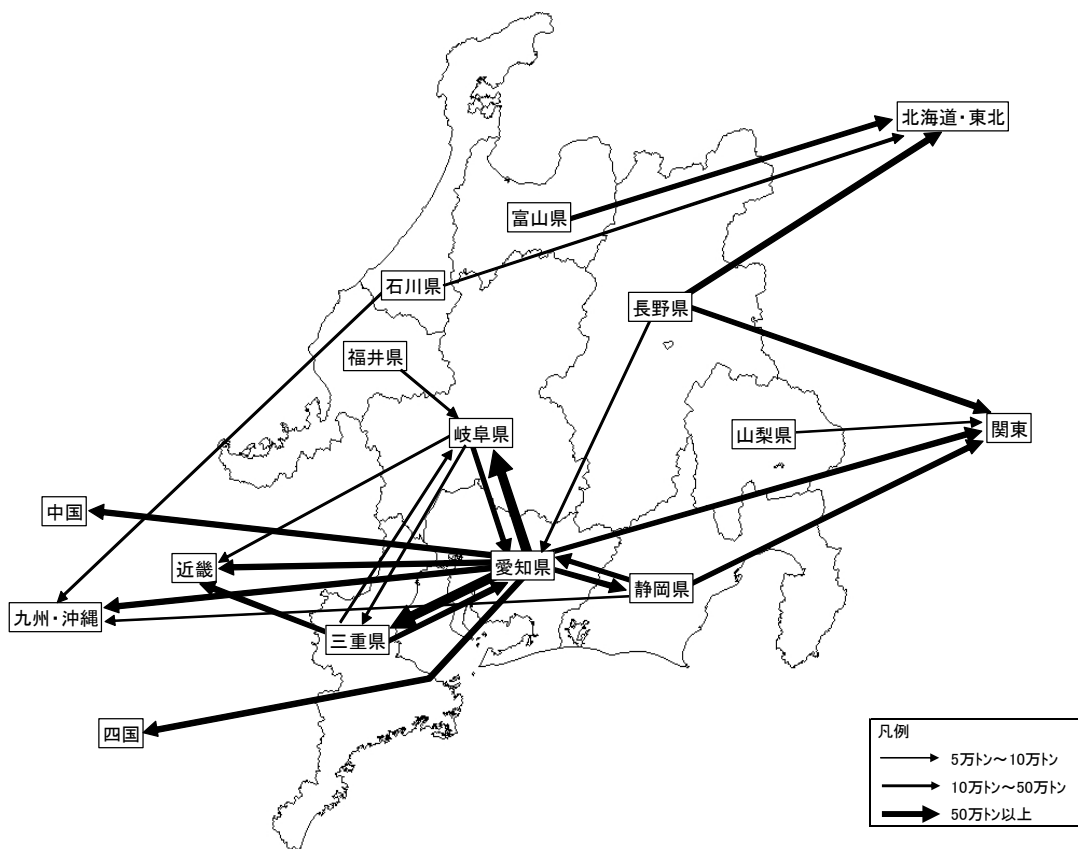 北海道・東北
富山県
石川県
長野県
福井県
岐阜県
山梨県
関東
中国
近畿
愛知県
静岡県
九州・沖縄
三重県
四国
凡例
5万トン～10万トン
10万トン～50万トン
50万トン以上